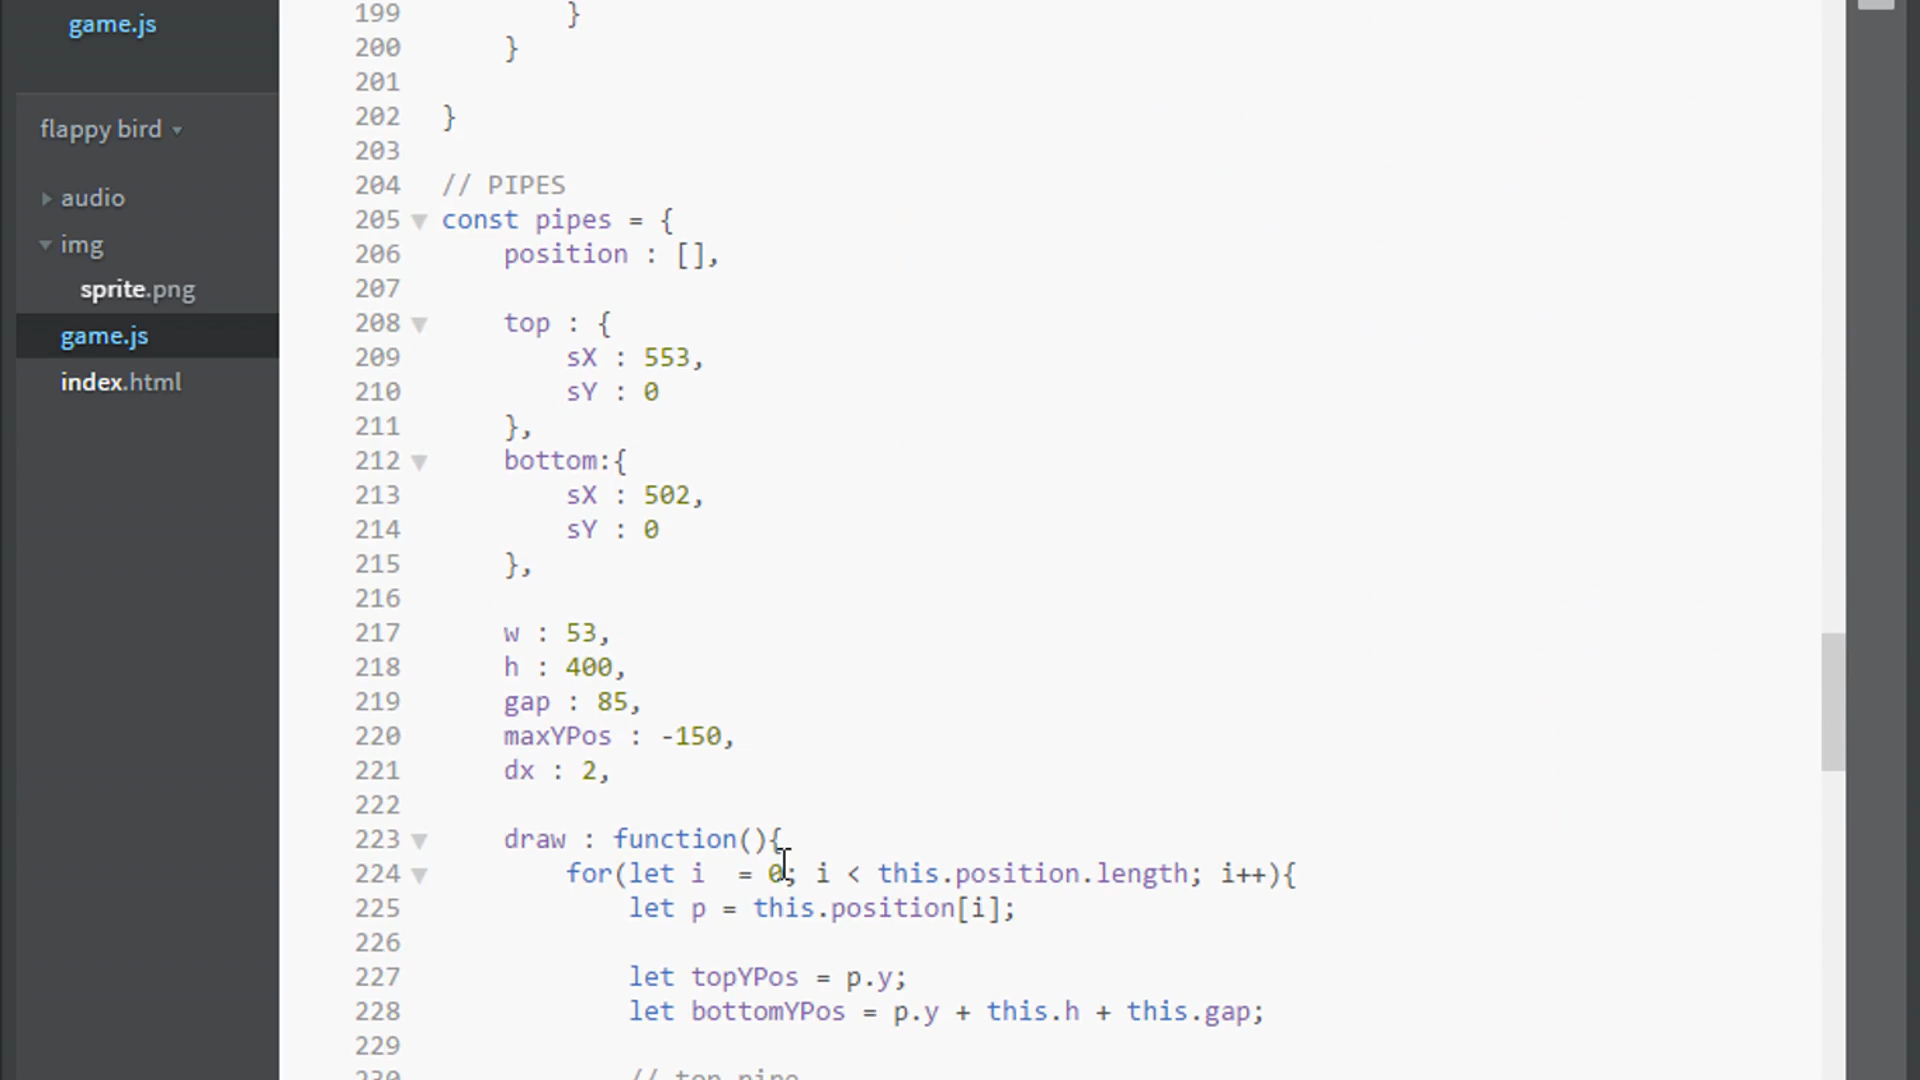 game.js
flappy bird
audio
img
sprite.png
game.js
index.html
199 }
200 }
201
202 }
203
204 // PIPES
205 const pipes = {
206 position : [],
207
208 top : {
209 sX : 553,
210 sY : 0
211 },
212 bottom:{
213 sX : 502,
214 sY : 0
215 },
216
217 w : 53,
218 h : 400,
219 gap : 85,
220 maxYPos : -150,
221 dx : 2,
222
223 draw : function(){
224 for(let i  = 0; i < this.position.length; i++){
225 let p = this.position[i];
226
227 let topYPos = p.y;
228 let bottomYPos = p.y + this.h + this.gap;
229
230 // top pipe